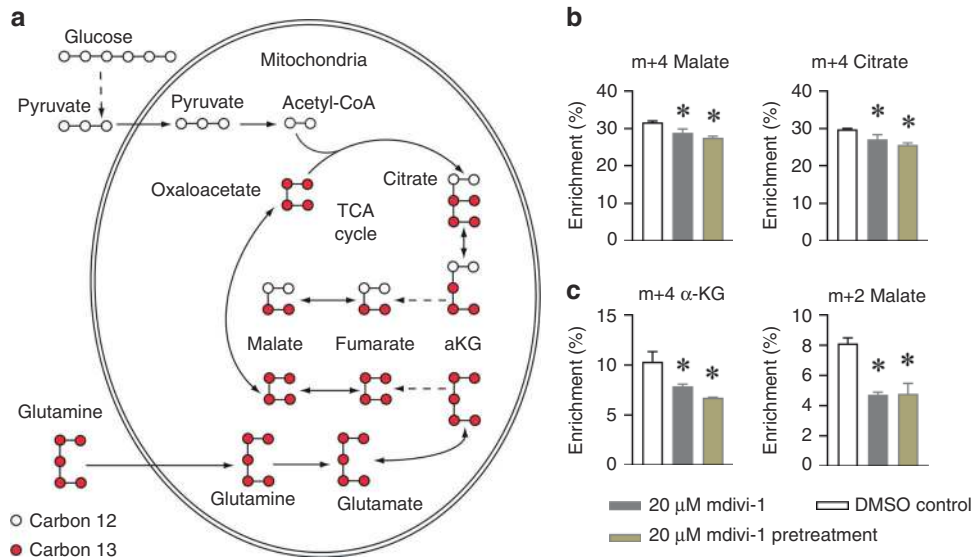 a
Glucose
Mitochondria
Pyruvate
Pyruvate
Acetyl-CoA
Oxaloacetate
Citrate
TCA
cycle
Malate
Fumarate
aKG
Glutamine
Glutamine
Glutamate
Carbon 12
Carbon 13
b
m+4 Malate
Enrichment (%)
40
30
20
10
0
* *
m+4 Citrate
Enrichment (%)
40
30
20
10
0
* *
c
m+4 α-KG
Enrichment (%)
15
10
5
0
* *
m+2 Malate
Enrichment (%)
10
8
6
4
2
0
* *
20 μM mdivi-1
DMSO control
20 μM mdivi-1 pretreatment